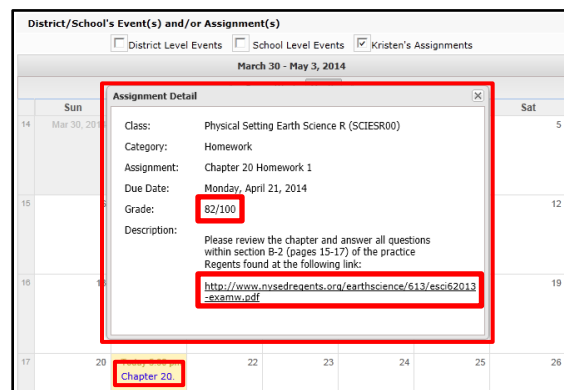 District/School's Event(s) and/or Assignment(s)
District Level Events School Level Events Kristen's Assignments
March 30 - May 3, 2014
Assignment Detail
Sun Sat
14 Mar 30, 5
Class: Physical Setting Earth Science R (SCIESR00)
Category: Homework
Assignment: Chapter 20 Homework 1
Due Date: Monday, April 21, 2014
Grade: 82/100
Description:
Please review the chapter and answer all questions
within section B-2 (pages 15-17) of the practice
Regents found at the following link:
http://www.nysedregents.org/earthscience/613/esci62013
-examw.pdf
15 12
16 19
17 20 22 23 24 25 26
Chapter 20.